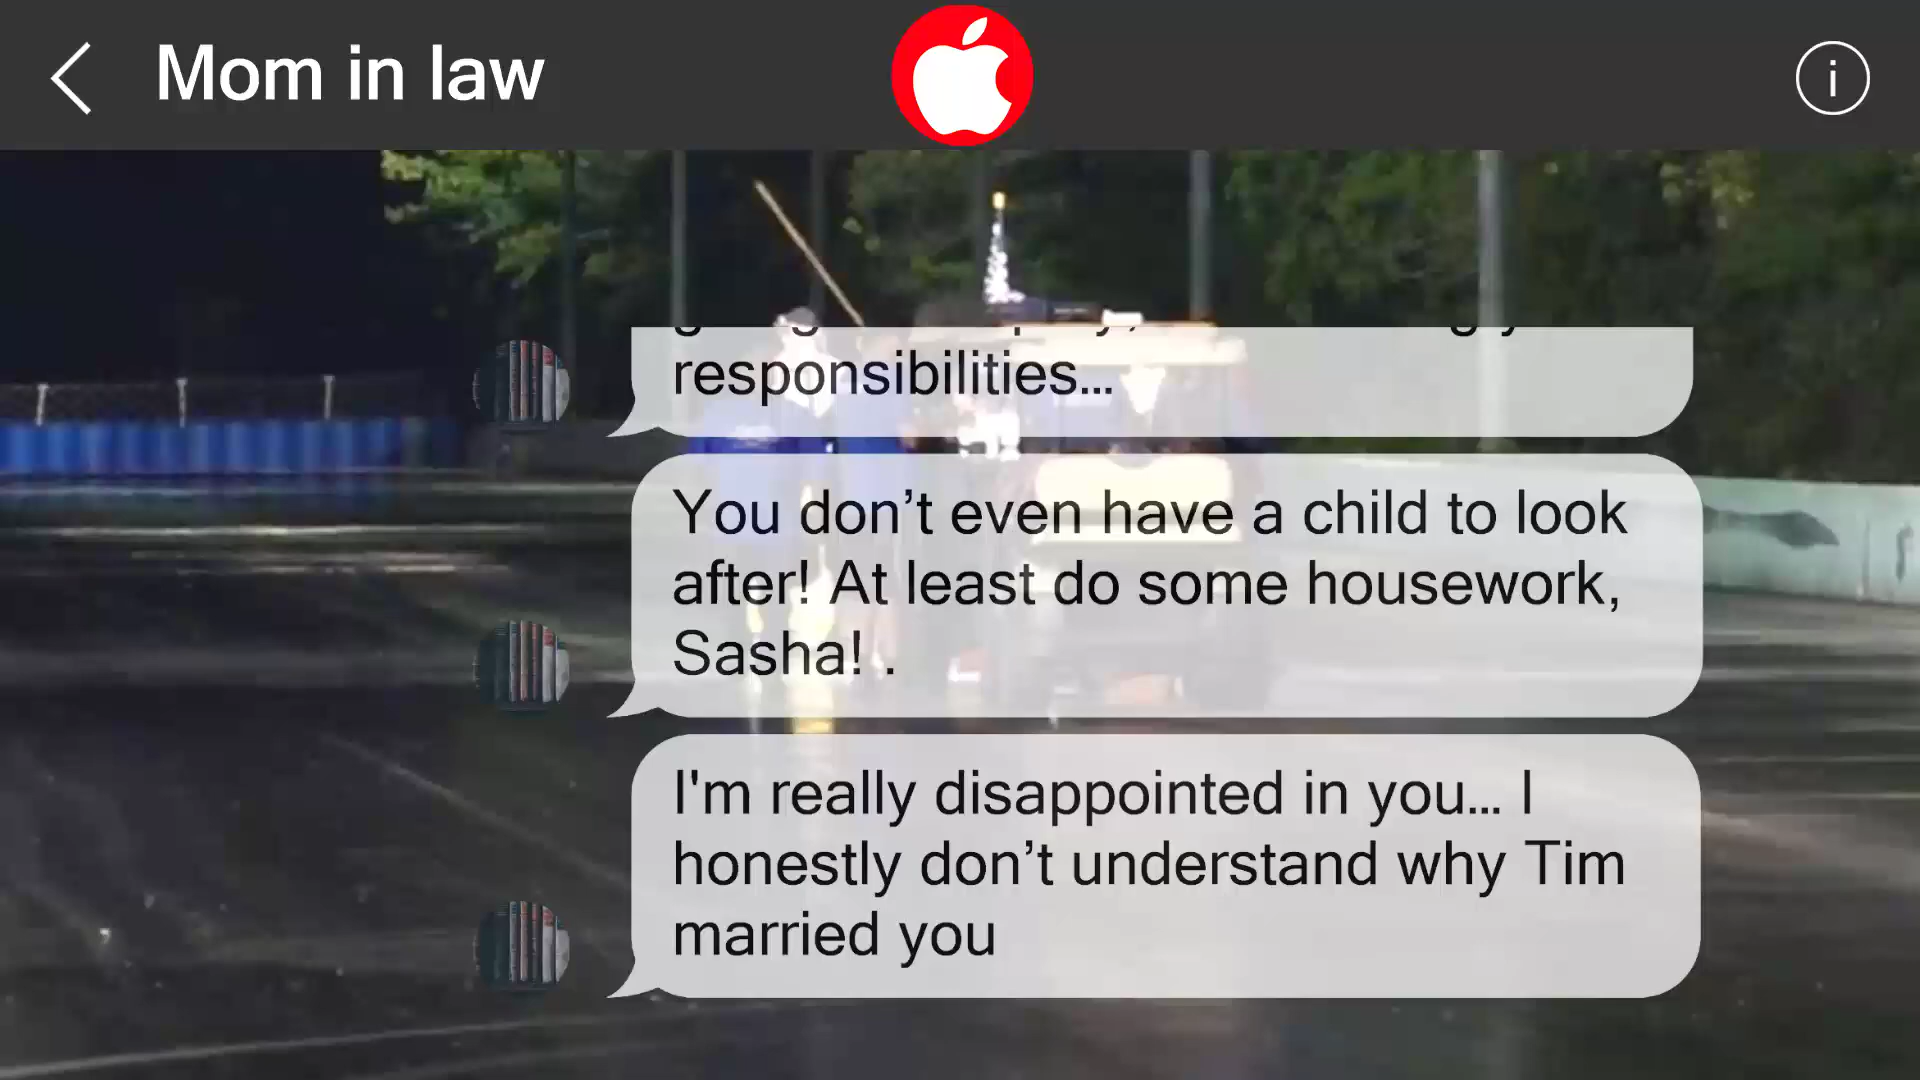 Mom in law
responsibilities...
You don’t even have a child to look
after! At least do some housework,
Sasha! .
I'm really disappointed in you... I
honestly don’t understand why Tim
married you